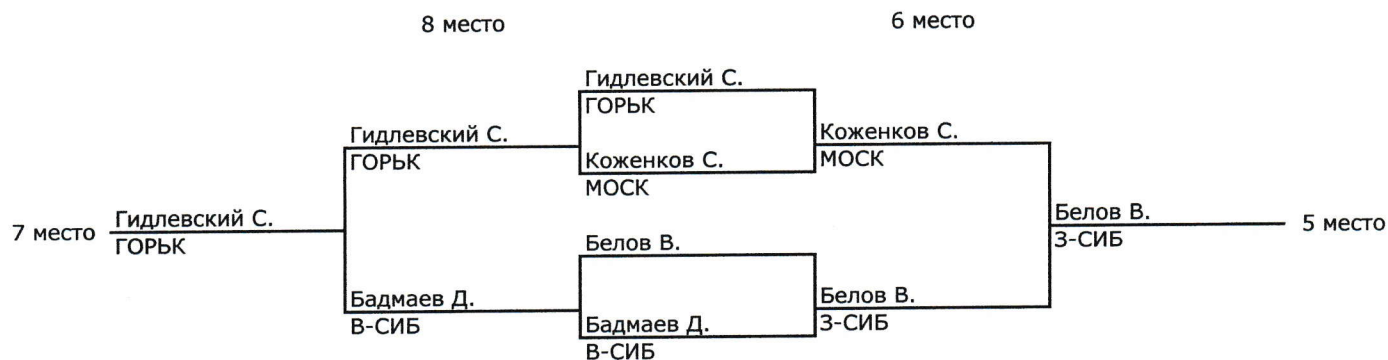 8 место
6 место
Гидлевский С.
ГОРЬК
Гидлевский С.
ГОРЬК
Коженков С.
МОСК
Коженков С.
МОСК
7 место
Гидлевский С.
ГОРЬК
Белов В.
З-СИБ
5 место
Белов В.
Бадмаев Д.
В-СИБ
Бадмаев Д.
В-СИБ
Белов В.
З-СИБ